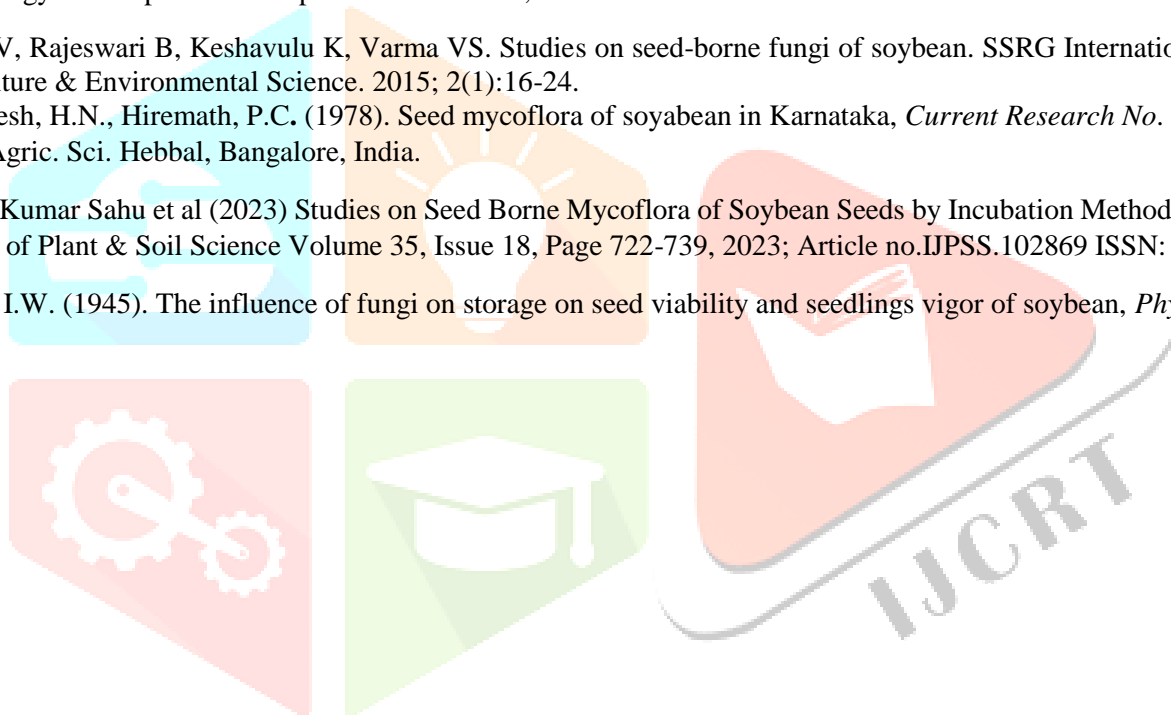 V, Rajeswari B, Keshavulu K, Varma VS. Studies on seed-borne fungi of soybean. SSRG Internatio
ture & Environmental Science. 2015; 2(1):16-24.
esh, H.N., Hiremath, P.C. (1978). Seed mycoflora of soyabean in Karnataka, Current Research No.
Agric. Sci. Hebbal, Bangalore, India.
Kumar Sahu et al (2023) Studies on Seed Borne Mycoflora of Soybean Seeds by Incubation Method
of Plant & Soil Science Volume 35, Issue 18, Page 722-739, 2023; Article no.IJPSS.102869 ISSN:
I.W. (1945). The influence of fungi on storage on seed viability and seedlings vigor of soybean, Phy
IJCRT